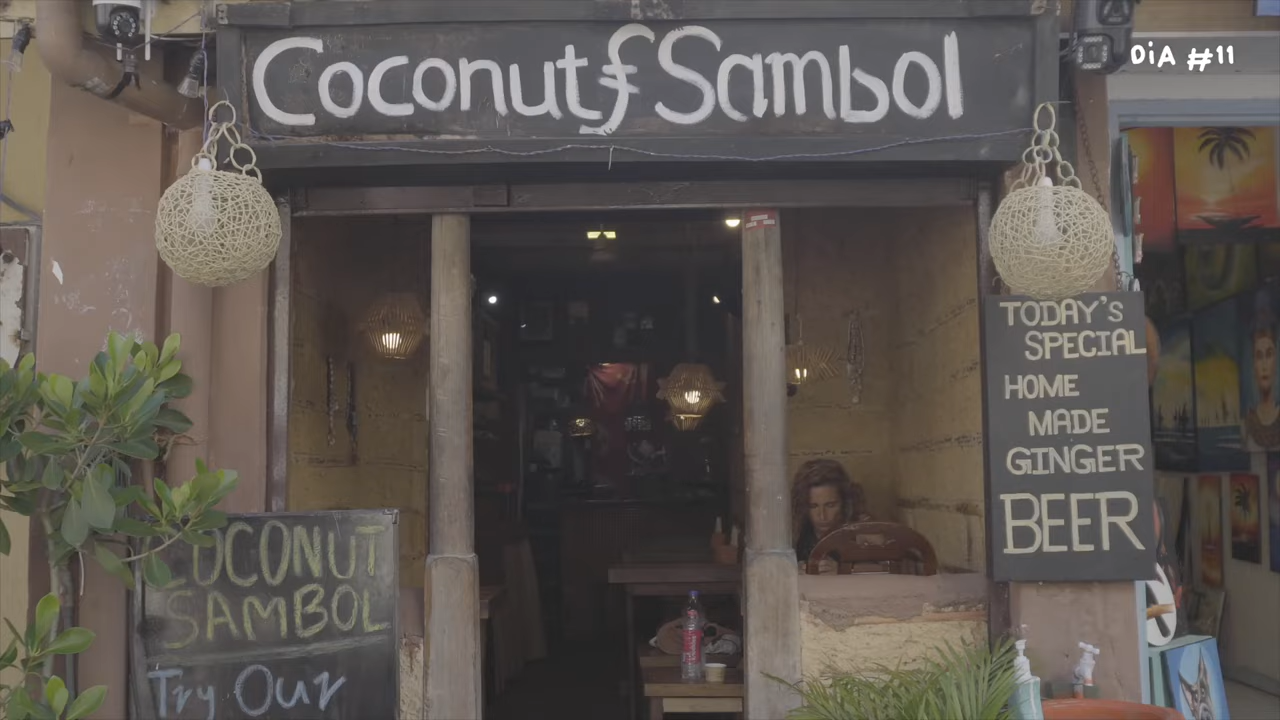 Coconut Sambol
DiA #11
TODAY'S
SPECIAL
HOME
MADE
GINGER
BEER
COCONUT
SAMBOL
Try Our